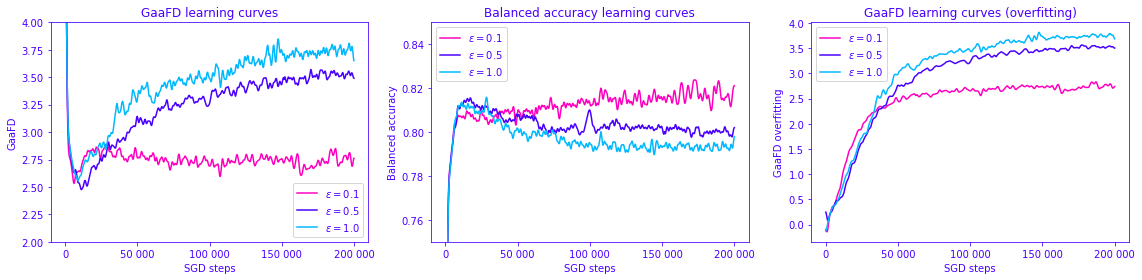 GaaFD learning curves
GaaFD
4.00
3.75
3.50
3.25
3.00
2.75
2.50
2.25
2.00
ε = 0.1
ε = 0.5
ε = 1.0
0 50 000 100 000 150 000 200 000
SGD steps
Balanced accuracy learning curves
Balanced accuracy
0.84
0.82
0.80
0.78
0.76
ε = 0.1
ε = 0.5
ε = 1.0
0 50 000 100 000 150 000 200 000
SGD steps
GaaFD learning curves (overfitting)
GaaFD overfitting
4.0
3.5
3.0
2.5
2.0
1.5
1.0
0.5
0.0
ε = 0.1
ε = 0.5
ε = 1.0
0 50 000 100 000 150 000 200 000
SGD steps